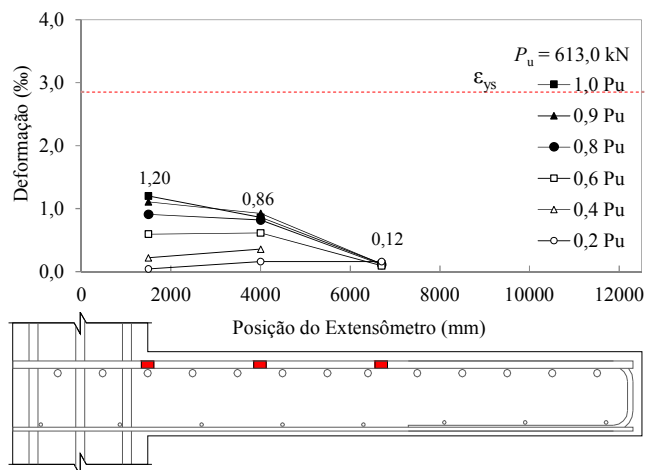 4,0
3,0
2,0
1,0
0,0
Deformação (‰)
P_u = 613,0 kN
ε_ys
1,0 Pu
0,9 Pu
0,8 Pu
0,6 Pu
0,4 Pu
0,2 Pu
1,20
0,86
0,12
0 2000 4000 6000 8000 10000 12000
Posição do Extensômetro (mm)